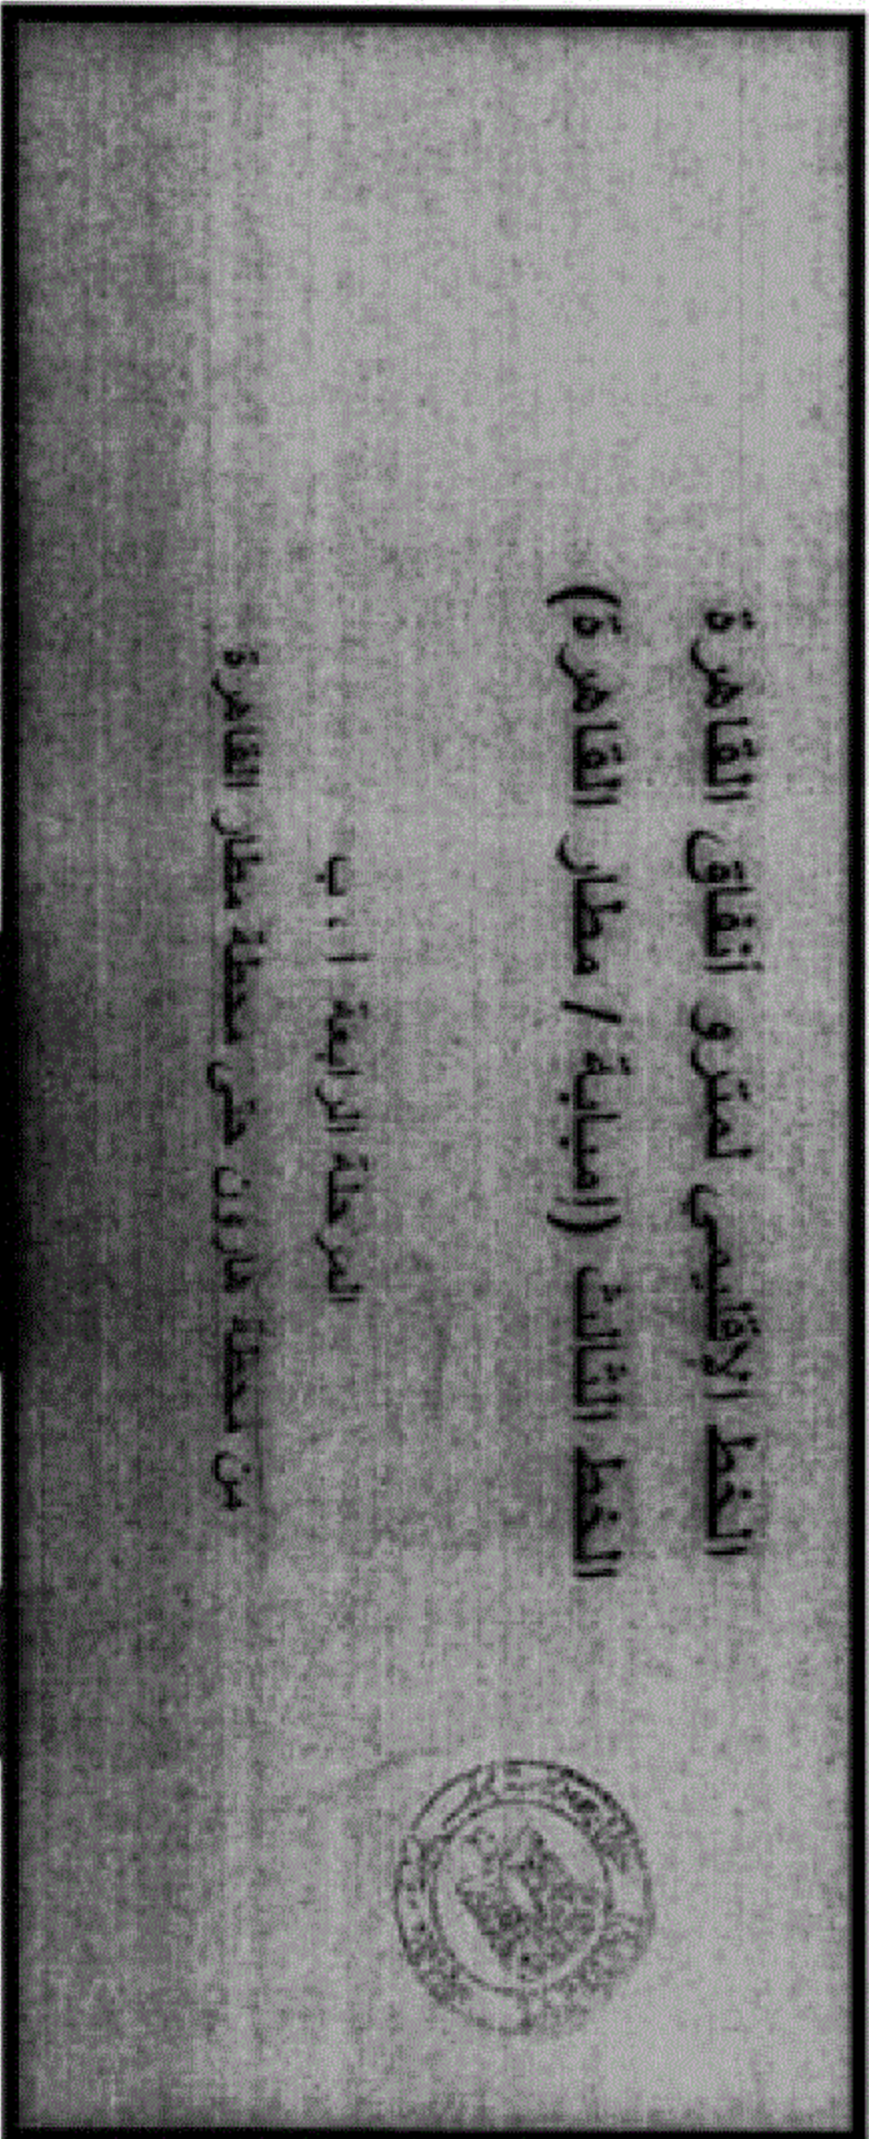 الخط الإقليمي لمترو أنفاق القاهرة
الخط الثالث (إمبابة / مطار القاهرة)
المرحلة الرابعة أ ، ب
من محطة هارون حتى محطة مطار القاهرة